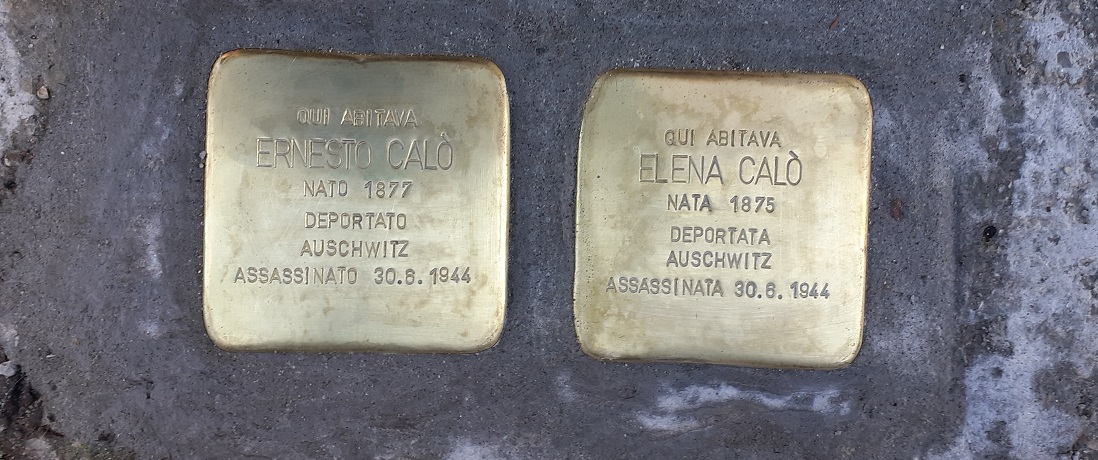 QUI ABITAVA
ERNESTO CALÒ
NATO 1877
DEPORTATO
AUSCHWITZ
ASSASSINATO 30.6.1944
QUI ABITAVA
ELENA CALÒ
NATA 1875
DEPORTATA
AUSCHWITZ
ASSASSINATA 30.6.1944